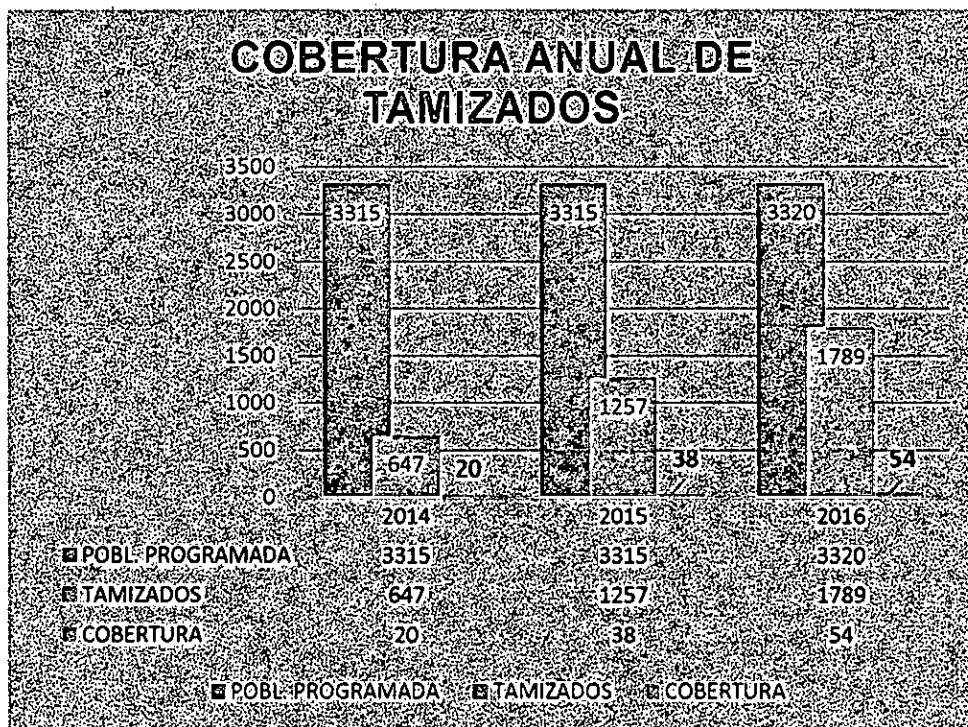 COBERTURA ANUAL DE
TAMIZADOS
3500
3000
2500
2000
1500
1000
500
0
3315
647
20
3315
1257
38
3320
1789
54
2014 2015 2016
POBL. PROGRAMADA 3315 3315 3320
TAMIZADOS 647 1257 1789
COBERTURA 20 38 54
POBL. PROGRAMADA TAMIZADOS COBERTURA